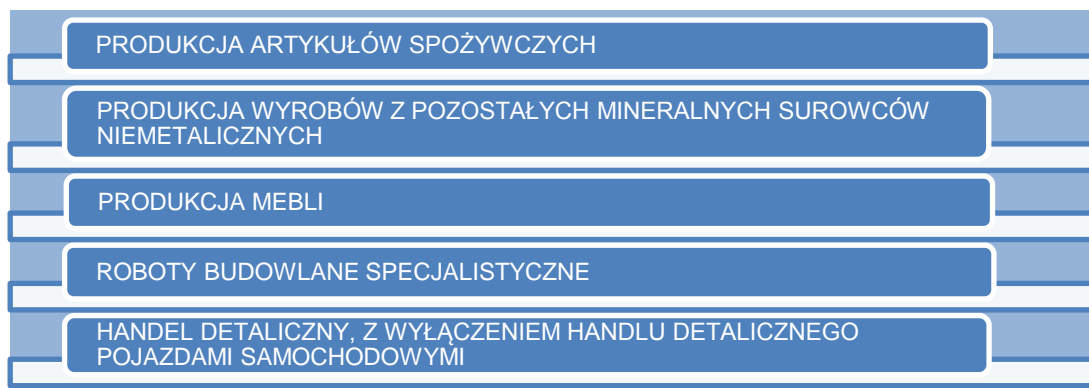 PRODUKCJA ARTYKUŁÓW SPOŻYWCZYCH
PRODUKCJA WYROBÓW Z POZOSTAŁYCH MINERALNYCH SUROWCÓW
NIEMETALICZNYCH
PRODUKCJA MEBLI
ROBOTY BUDOWLANE SPECJALISTYCZNE
HANDEL DETALICZNY, Z WYŁĄCZENIEM HANDLU DETALICZNEGO
POJAZDAMI SAMOCHODOWYMI